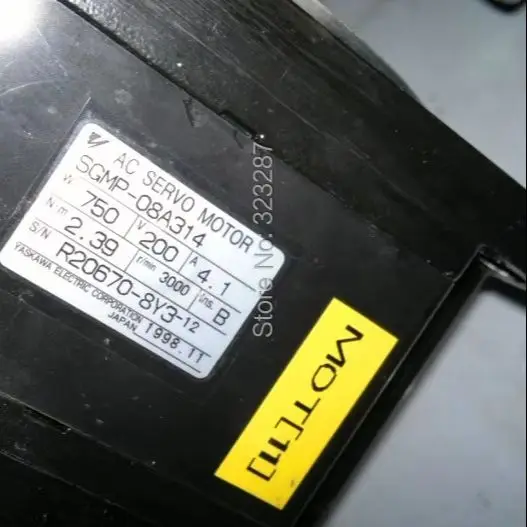 AC SERVO MOTOR
SGMP-08A314
W 750 V 200 A 4.1
N·m 2.39 r/min 3000 ins. B
S/N R20670-8Y3-12
YASKAWA ELECTRIC CORPORATION
JAPAN 1998.11
MOT[11]
Store No: 323287